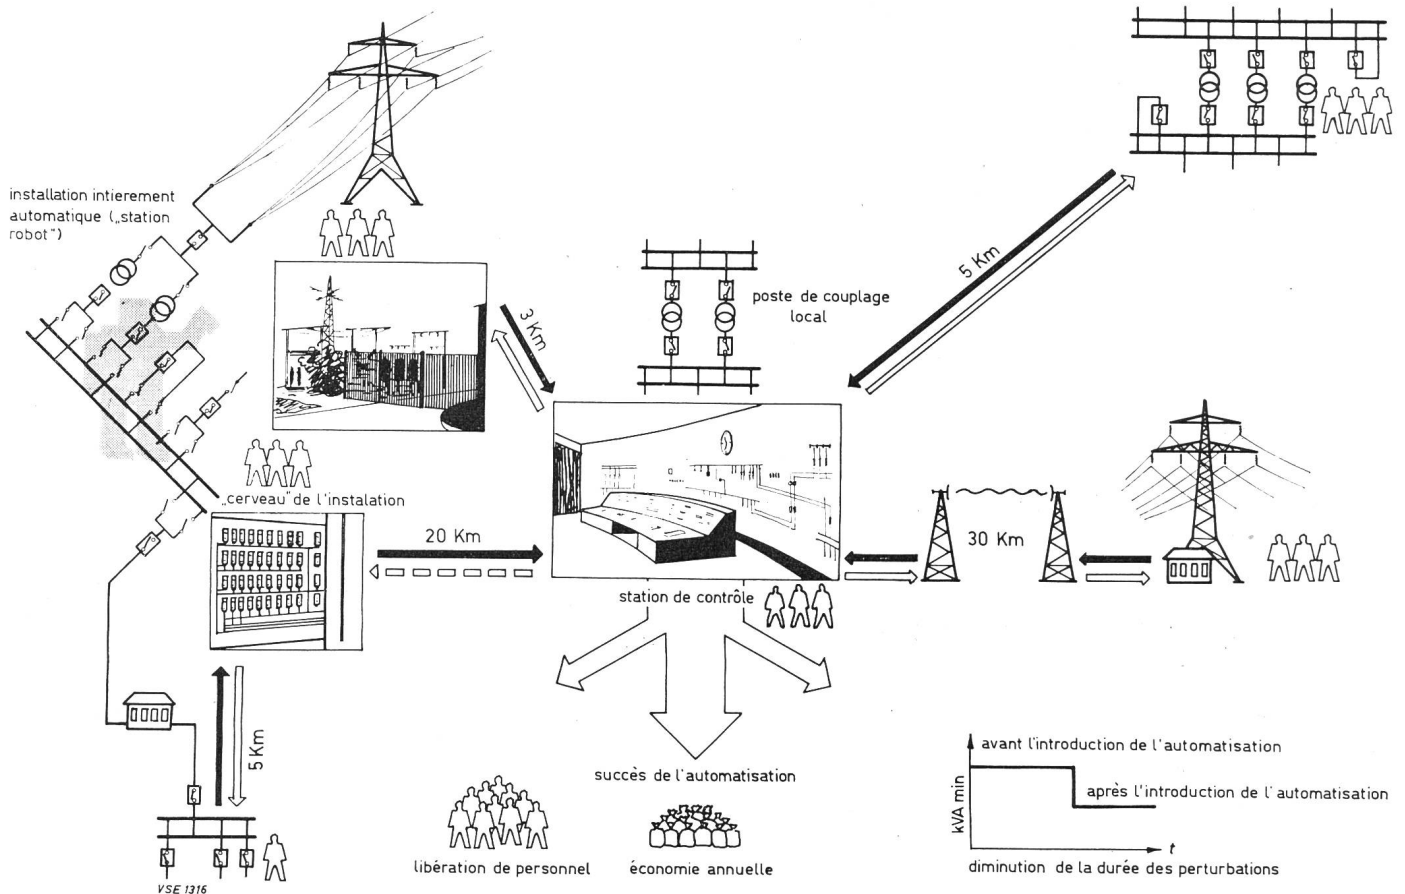 installation intierement
automatique („station
robot")
3 Km
poste de couplage
local
5 Km
„cerveau" de l'instalation
20 Km
30 Km
station de contrôle
5 Km
succès de l'automatisation
libération de personnel
économie annuelle
avant l'introduction de l'automatisation
après l'introduction de l'automatisation
kVA min
t
diminution de la durée des perturbations
VSE 1316